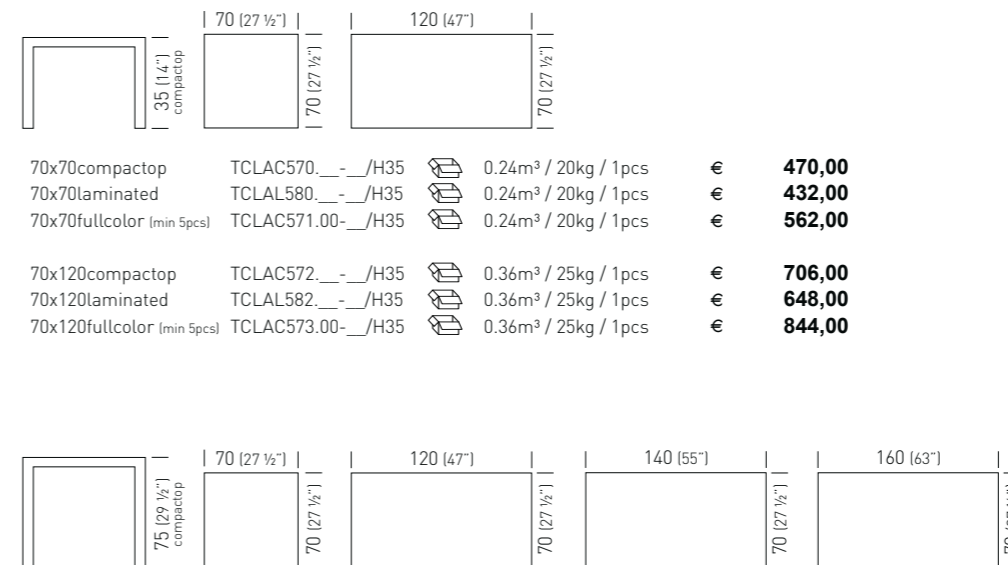 70 (27 ½")
120 (47")
35 (14")
compactop
70 (27 ½")
70 (27 ½")
70x70compactop TCLAC570.__-__/H35 0.24m³ / 20kg / 1pcs € 470,00
70x70laminated TCLAL580.__-__/H35 0.24m³ / 20kg / 1pcs € 432,00
70x70fullcolor (min 5pcs) TCLAC571.00-__/H35 0.24m³ / 20kg / 1pcs € 562,00
70x120compactop TCLAC572.__-__/H35 0.36m³ / 25kg / 1pcs € 706,00
70x120laminated TCLAL582.__-__/H35 0.36m³ / 25kg / 1pcs € 648,00
70x120fullcolor (min 5pcs) TCLAC573.00-__/H35 0.36m³ / 25kg / 1pcs € 844,00
70 (27 ½")
120 (47")
140 (55")
160 (63")
75 (29 ½")
compactop
70 (27 ½")
70 (27 ½")
70 (27 ½")